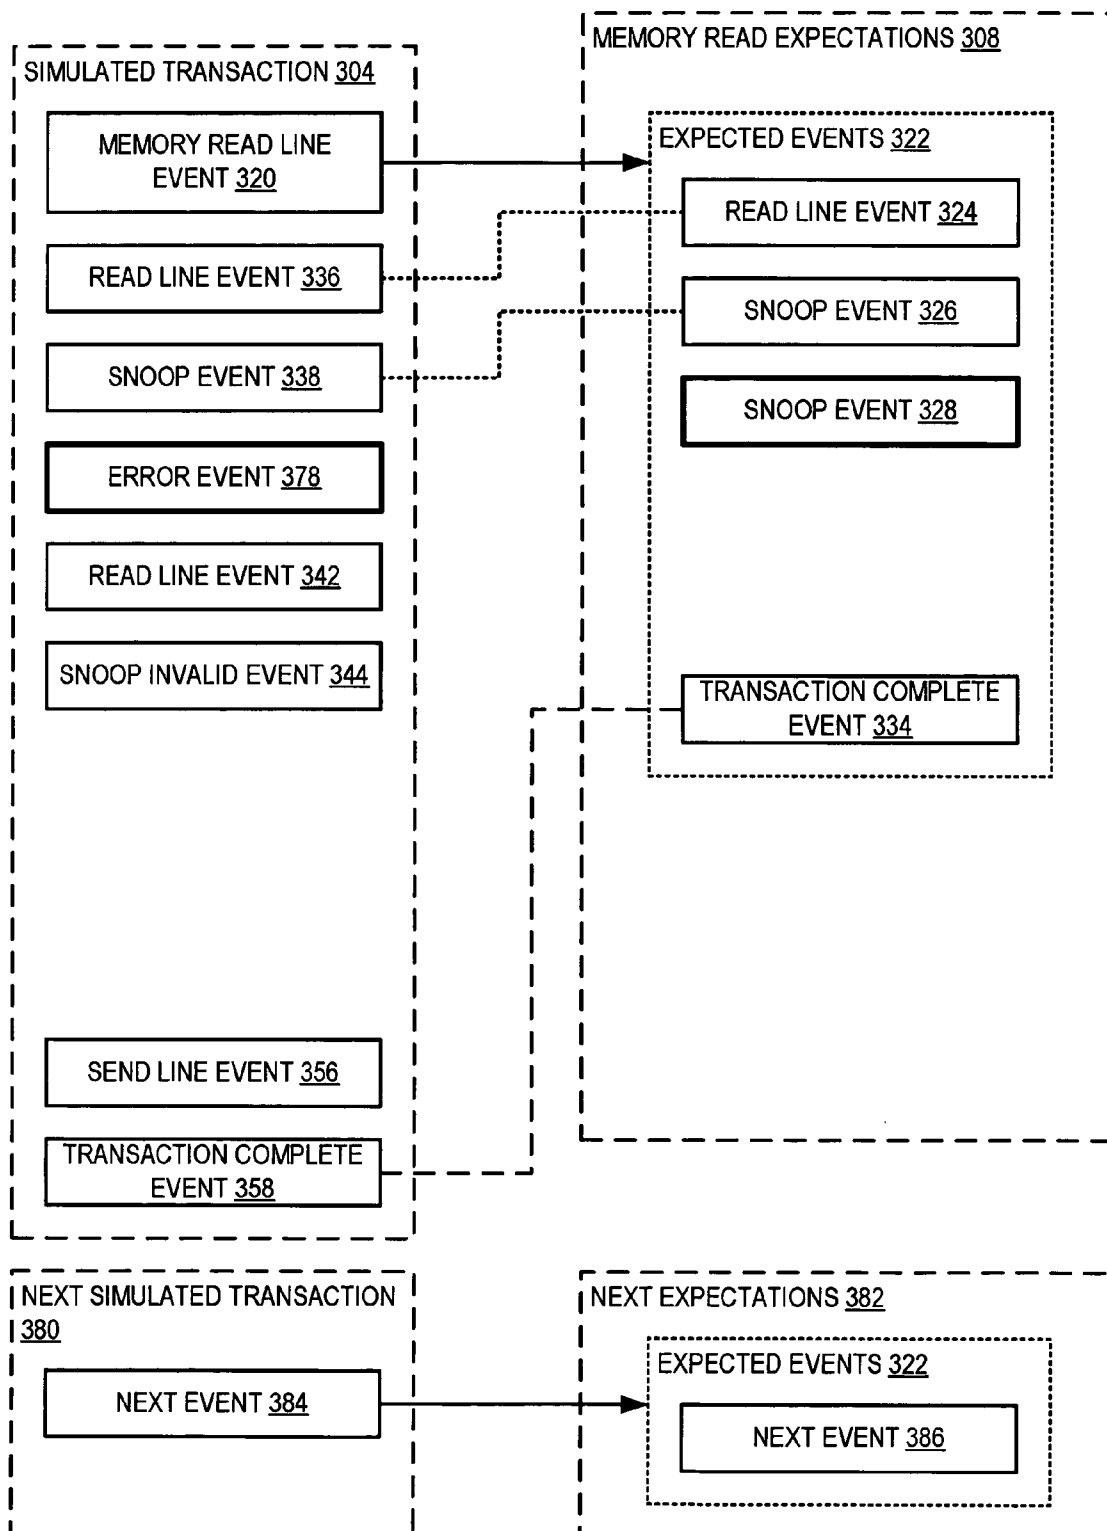 SIMULATED TRANSACTION 304
MEMORY READ LINE
EVENT 320
READ LINE EVENT 336
SNOOP EVENT 338
ERROR EVENT 378
READ LINE EVENT 342
SNOOP INVALID EVENT 344
SEND LINE EVENT 356
TRANSACTION COMPLETE
EVENT 358
MEMORY READ EXPECTATIONS 308
EXPECTED EVENTS 322
READ LINE EVENT 324
SNOOP EVENT 326
SNOOP EVENT 328
TRANSACTION COMPLETE
EVENT 334
NEXT SIMULATED TRANSACTION
380
NEXT EVENT 384
NEXT EXPECTATIONS 382
EXPECTED EVENTS 322
NEXT EVENT 386